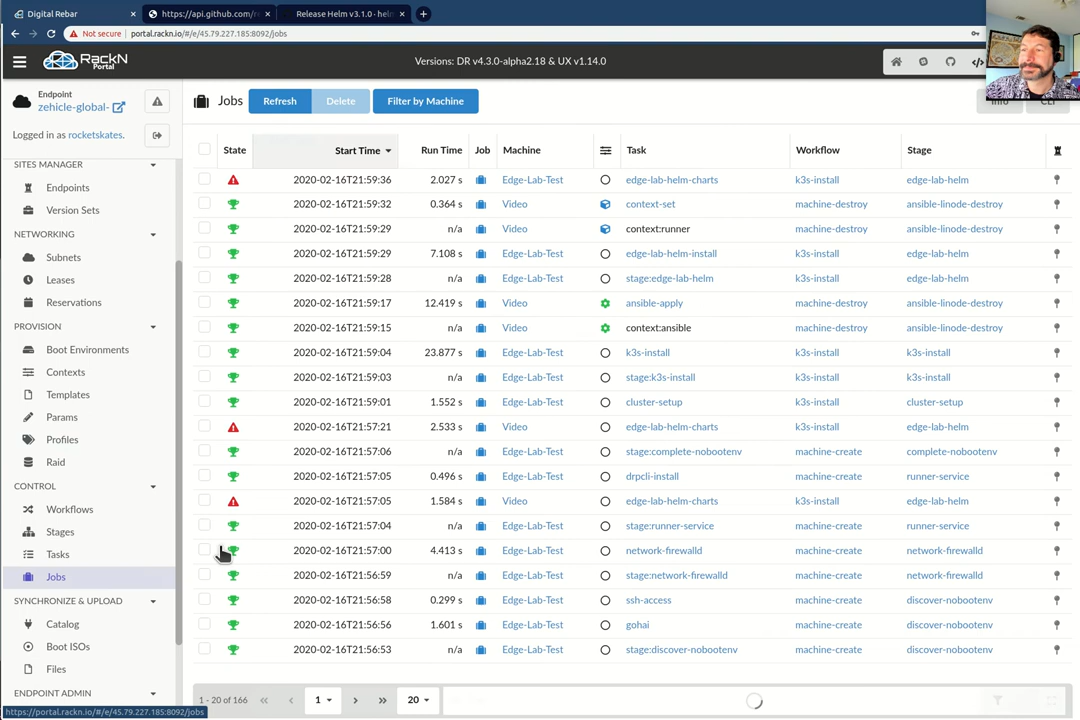 Digital Rebar
https://api.github.com/re
Release Helm v3.1.0 · heln
Not secure
portal.rackn.io/#/e/45.79.227.185:8092/jobs
RackN
Portal
Versions: DR v4.3.0-alpha2.18 & UX v1.14.0
Endpoint
zehicle-global-
Logged in as rocketskates.
Jobs
Refresh
Delete
Filter by Machine
Info
CLI
SITES MANAGER
Endpoints
Version Sets
NETWORKING
Subnets
Leases
Reservations
PROVISION
Boot Environments
Contexts
Templates
Params
Profiles
Raid
CONTROL
Workflows
Stages
Tasks
Jobs
SYNCHRONIZE & UPLOAD
Catalog
Boot ISOs
Files
ENDPOINT ADMIN
State Start Time Run Time Job Machine Task Workflow Stage
2020-02-16T21:59:36 2.027 s Edge-Lab-Test edge-lab-helm-charts k3s-install edge-lab-helm
2020-02-16T21:59:32 0.364 s Video context-set machine-destroy ansible-linode-destroy
2020-02-16T21:59:29 n/a Video context:runner machine-destroy ansible-linode-destroy
2020-02-16T21:59:29 7.108 s Edge-Lab-Test edge-lab-helm-install k3s-install edge-lab-helm
2020-02-16T21:59:28 n/a Edge-Lab-Test stage:edge-lab-helm k3s-install edge-lab-helm
2020-02-16T21:59:17 12.419 s Video ansible-apply machine-destroy ansible-linode-destroy
2020-02-16T21:59:15 n/a Video context:ansible machine-destroy ansible-linode-destroy
2020-02-16T21:59:04 23.877 s Edge-Lab-Test k3s-install k3s-install k3s-install
2020-02-16T21:59:03 n/a Edge-Lab-Test stage:k3s-install k3s-install k3s-install
2020-02-16T21:59:01 1.552 s Edge-Lab-Test cluster-setup k3s-install cluster-setup
2020-02-16T21:57:21 2.533 s Video edge-lab-helm-charts k3s-install edge-lab-helm
2020-02-16T21:57:06 n/a Edge-Lab-Test stage:complete-nobootenv machine-create complete-nobootenv
2020-02-16T21:57:05 0.496 s Edge-Lab-Test drpcli-install machine-create runner-service
2020-02-16T21:57:05 1.584 s Video edge-lab-helm-charts k3s-install edge-lab-helm
2020-02-16T21:57:04 n/a Edge-Lab-Test stage:runner-service machine-create runner-service
2020-02-16T21:57:00 4.413 s Edge-Lab-Test network-firewalld machine-create network-firewalld
2020-02-16T21:56:59 n/a Edge-Lab-Test stage:network-firewalld machine-create network-firewalld
2020-02-16T21:56:58 0.299 s Edge-Lab-Test ssh-access machine-create discover-nobootenv
2020-02-16T21:56:56 1.601 s Edge-Lab-Test gohai machine-create discover-nobootenv
2020-02-16T21:56:53 n/a Edge-Lab-Test stage:discover-nobootenv machine-create discover-nobootenv
1 - 20 of 166
1
20
https://portal.rackn.io/#/e/45.79.227.185:8092/jobs